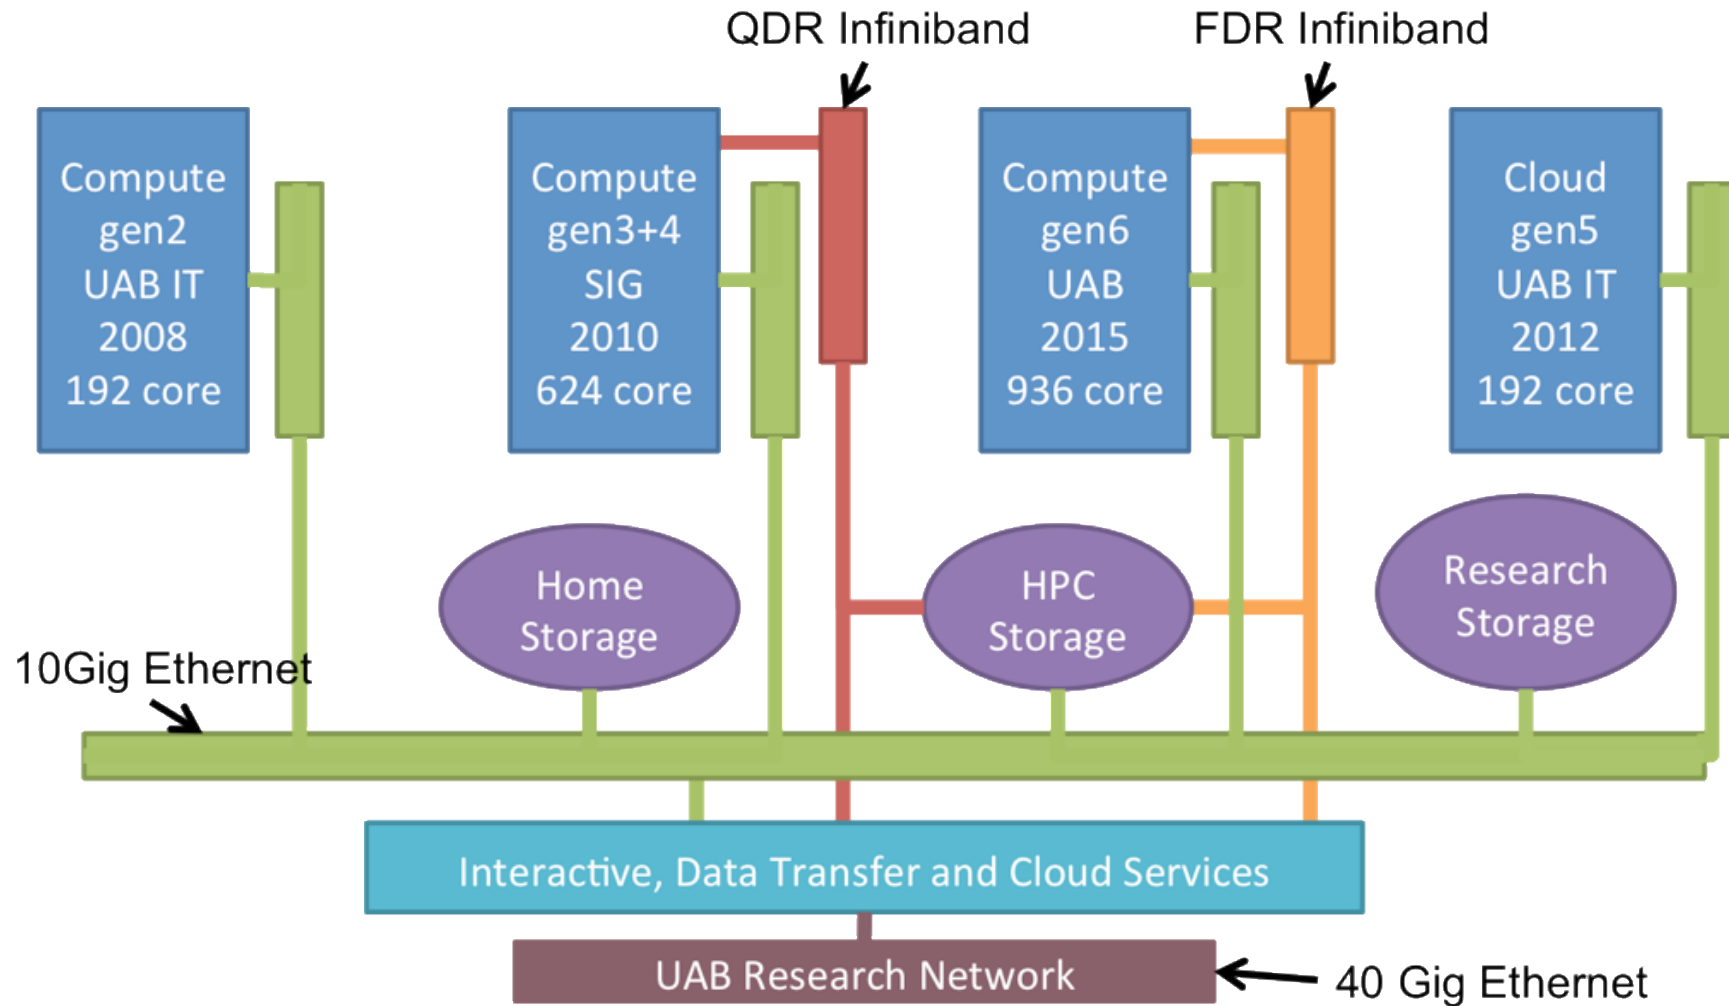 QDR Infiniband
FDR Infiniband
Compute
gen2
UAB IT
2008
192 core
Compute
gen3+4
SIG
2010
624 core
Compute
gen6
UAB
2015
936 core
Cloud
gen5
UAB IT
2012
192 core
Home
Storage
HPC
Storage
Research
Storage
10Gig Ethernet
Interactive, Data Transfer and Cloud Services
UAB Research Network
40 Gig Ethernet